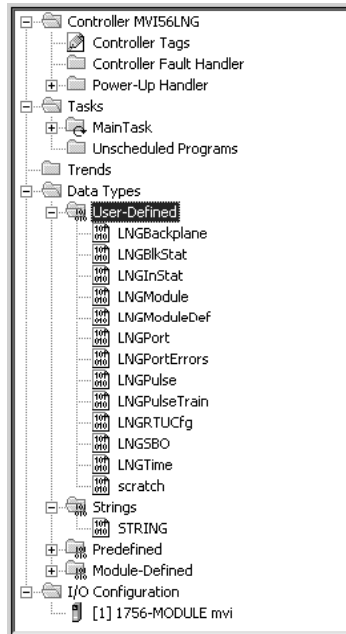 Controller MVI56LNG
Controller Tags
Controller Fault Handler
Power-Up Handler
Tasks
MainTask
Unscheduled Programs
Trends
Data Types
User-Defined
LNGBackplane
LNGBlkStat
LNGInStat
LNGModule
LNGModuleDef
LNGPort
LNGPortErrors
LNGPulse
LNGPulseTrain
LNGRTUCfg
LNGSBO
LNGTime
scratch
Strings
STRING
Predefined
Module-Defined
I/O Configuration
[1] 1756-MODULE mvi